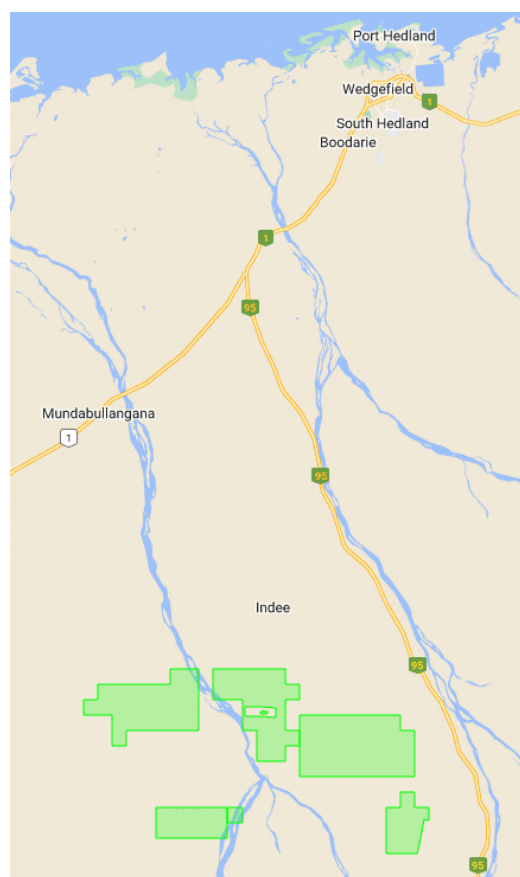 Port Hedland
Wedgefield
1
South Hedland
Boodarie
1
95
Mundabullangana
1
95
Indee
95
95